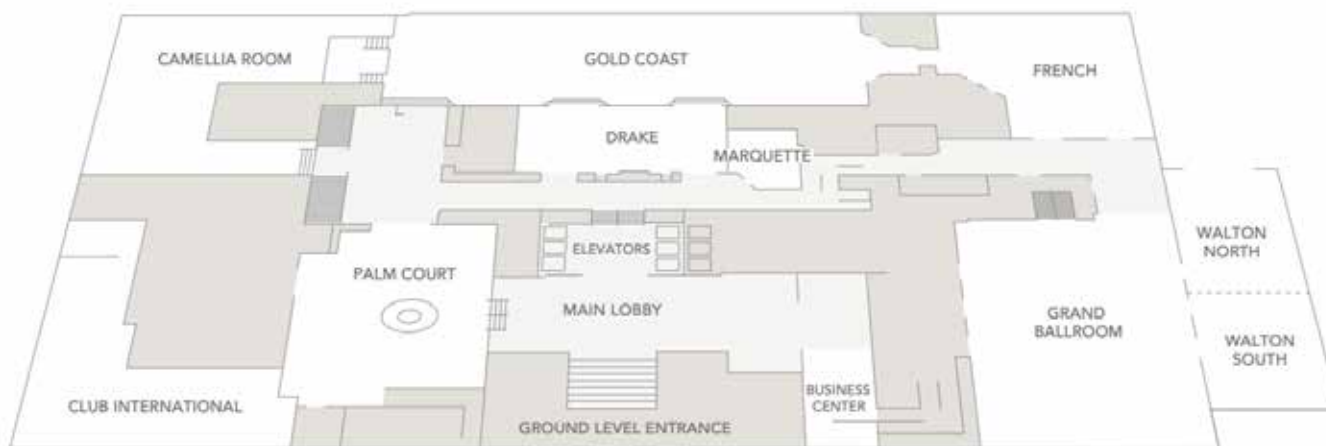 CAMELLIA ROOM
GOLD COAST
FRENCH
DRAKE
MARQUETTE
WALTON
NORTH
ELEVATORS
PALM COURT
MAIN LOBBY
GRAND
BALLROOM
WALTON
SOUTH
CLUB INTERNATIONAL
BUSINESS
CENTER
GROUND LEVEL ENTRANCE